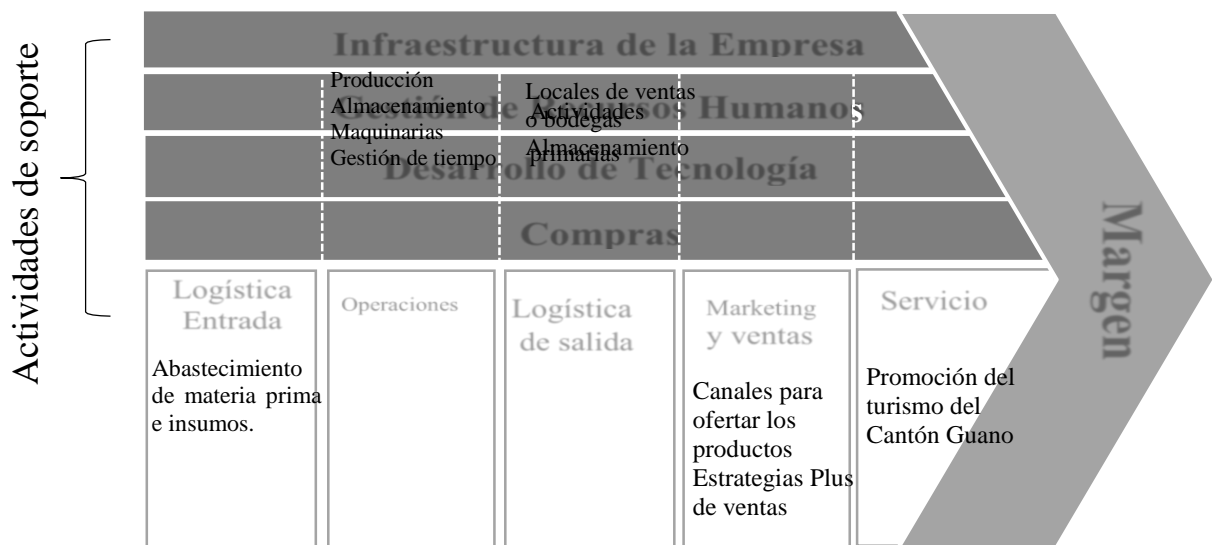 Actividades de soporte
Infraestructura de la Empresa
Gestión de Recursos Humanos
Desarrollo de Tecnología
Compras
Producción
Almacenamiento
Maquinarias
Gestión de tiempo
Locales de ventas
o bodegas
Almacenamiento
Actividades
primarias
$
Logística
Entrada
Abastecimiento
de materia prima
e insumos.
Operaciones
Logística
de salida
Marketing
y ventas
Canales para
ofertar los
productos
Estrategias Plus
de ventas
Servicio
Promoción del
turismo del
Cantón Guano
Margen